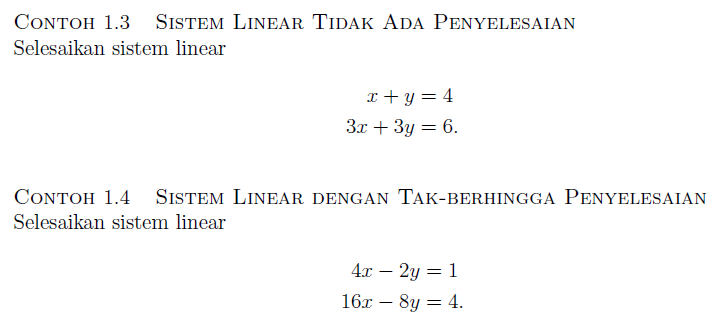 CONTOH 1.3 SISTEM LINEAR TIDAK ADA PENYELESAIAN
Selesaikan sistem linear
x + y = 4
3x + 3y = 6.
CONTOH 1.4 SISTEM LINEAR DENGAN TAK-BERHINGGA PENYELESAIAN
Selesaikan sistem linear
4x − 2y = 1
16x − 8y = 4.